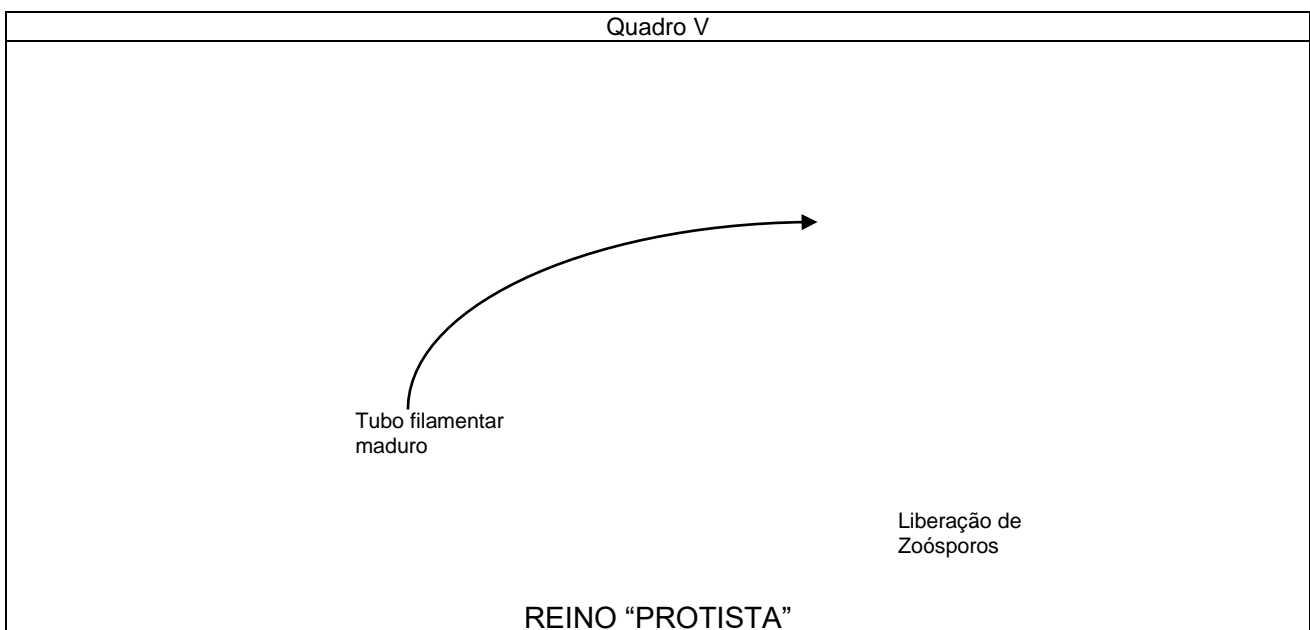 Quadro V
Tubo filamentar
maduro
Liberação de
Zoósporos
REINO “PROTISTA”